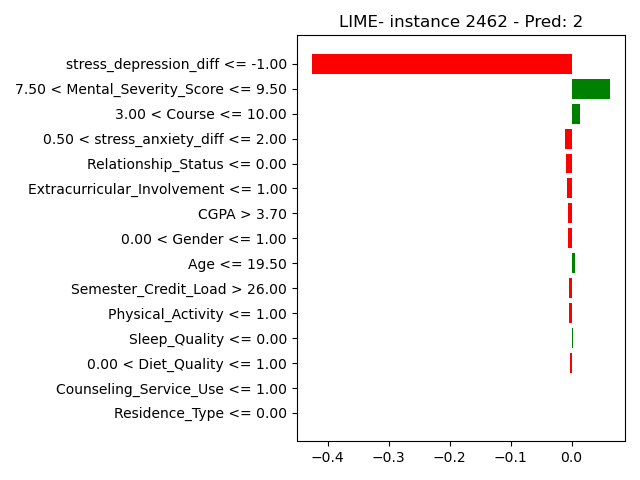 LIME- instance 2462 - Pred: 2
stress_depression_diff <= -1.00
7.50 < Mental_Severity_Score <= 9.50
3.00 < Course <= 10.00
0.50 < stress_anxiety_diff <= 2.00
Relationship_Status <= 0.00
Extracurricular_Involvement <= 1.00
CGPA > 3.70
0.00 < Gender <= 1.00
Age <= 19.50
Semester_Credit_Load > 26.00
Physical_Activity <= 1.00
Sleep_Quality <= 0.00
0.00 < Diet_Quality <= 1.00
Counseling_Service_Use <= 1.00
Residence_Type <= 0.00
−0.4 −0.3 −0.2 −0.1 0.0